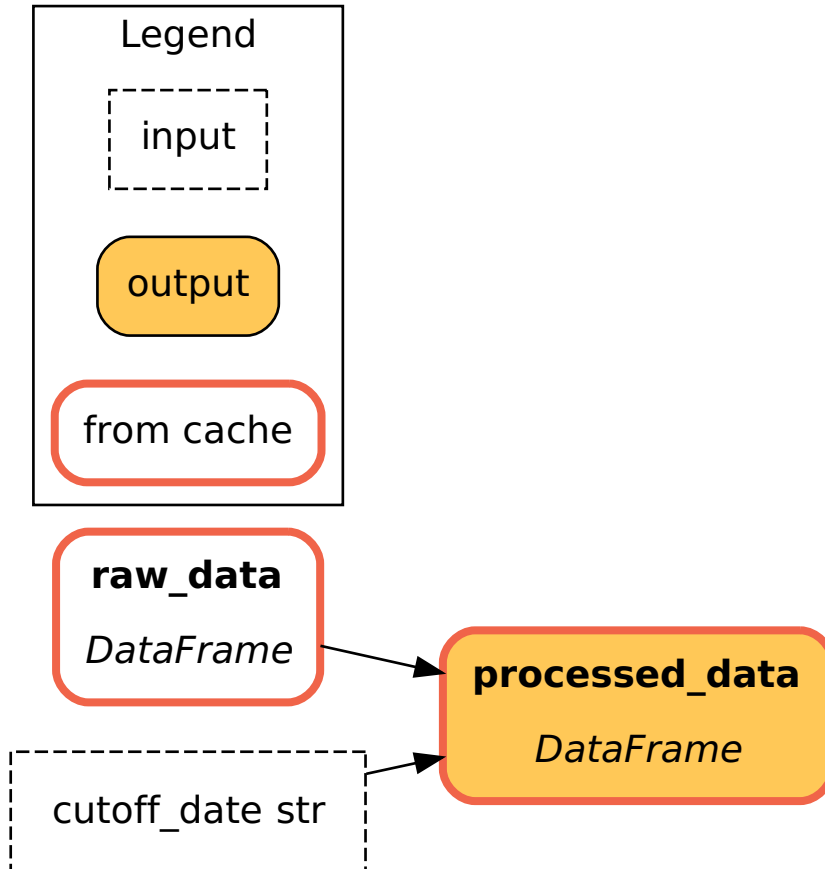 Legend
input
output
from cache
raw_data
DataFrame
processed_data
DataFrame
cutoff_date str